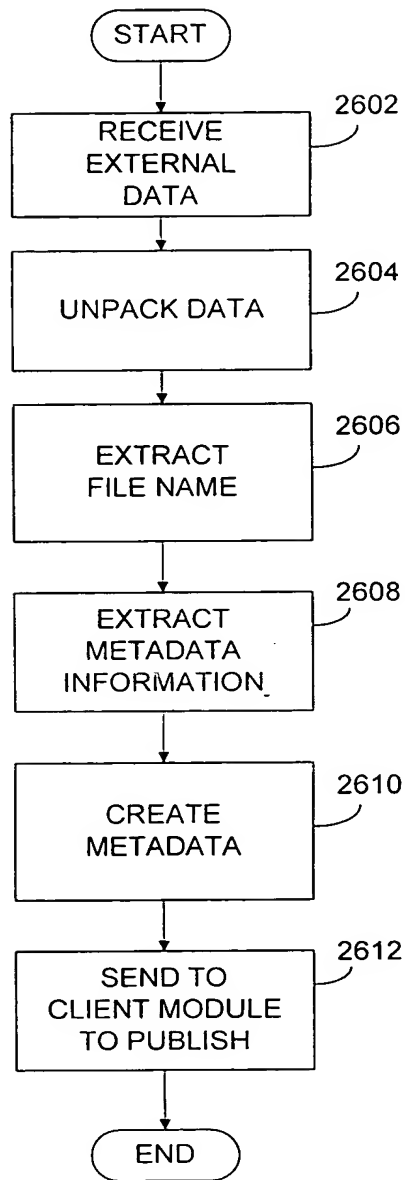 START
2602
RECEIVE
EXTERNAL
DATA
2604
UNPACK DATA
2606
EXTRACT
FILE NAME
2608
EXTRACT
METADATA
INFORMATION
2610
CREATE
METADATA
2612
SEND TO
CLIENT MODULE
TO PUBLISH
END